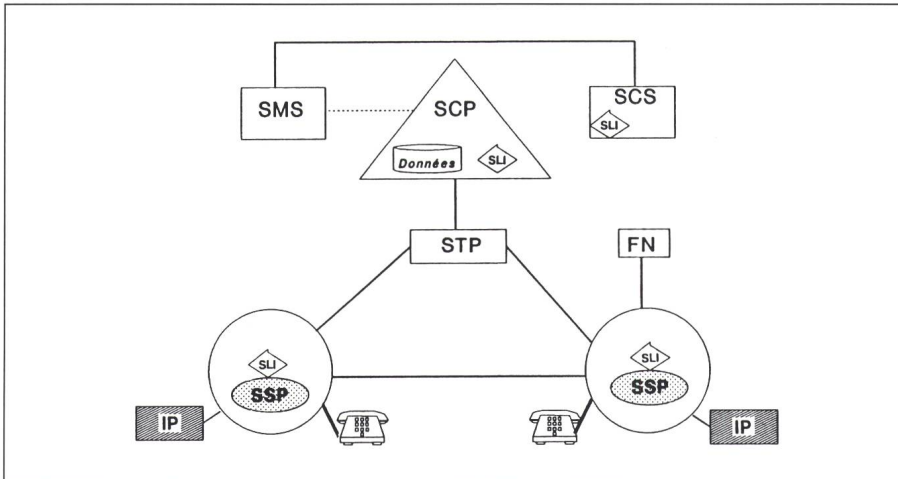 SMS
SCP
SCS
SLI
Données
SLI
STP
FN
SLI
SSP
SLI
SSP
IP
IP